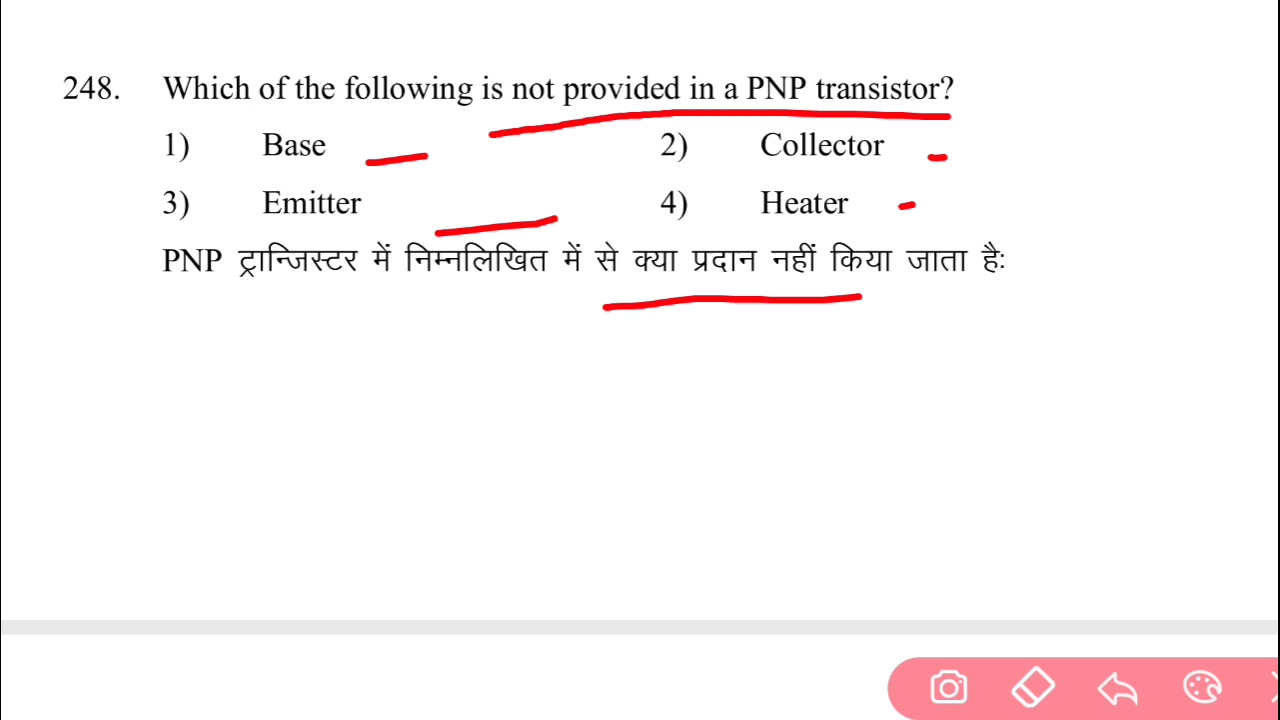 248. Which of the following is not provided in a PNP transistor?
1) Base 2) Collector
3) Emitter 4) Heater
PNP ट्रान्जिस्टर में निम्नलिखित में से क्या प्रदान नहीं किया जाता है: